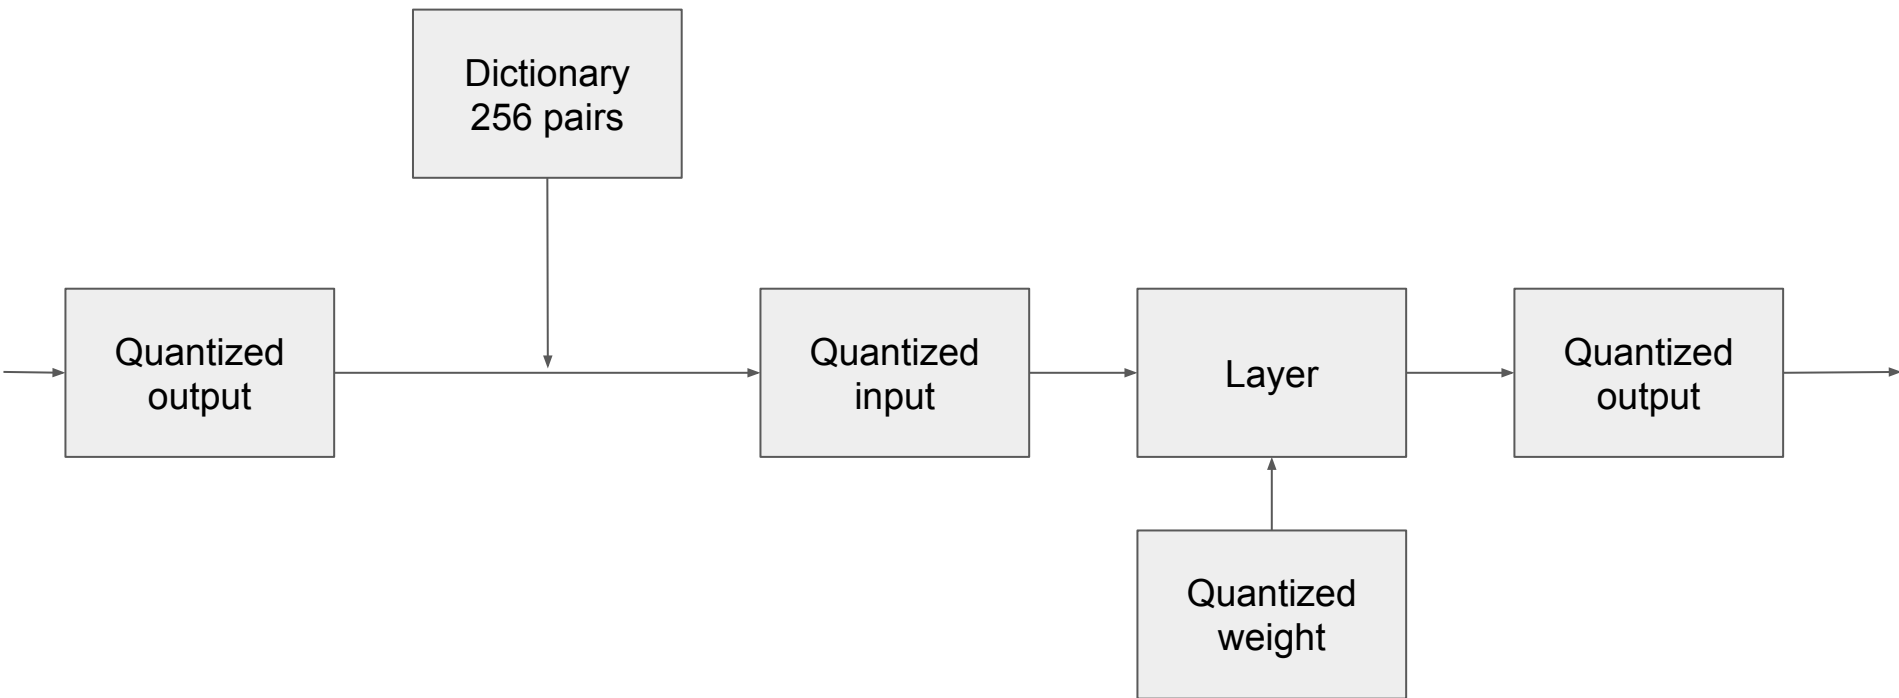 Dictionary
256 pairs
Quantized
output
Quantized
input
Layer
Quantized
output
Quantized
weight